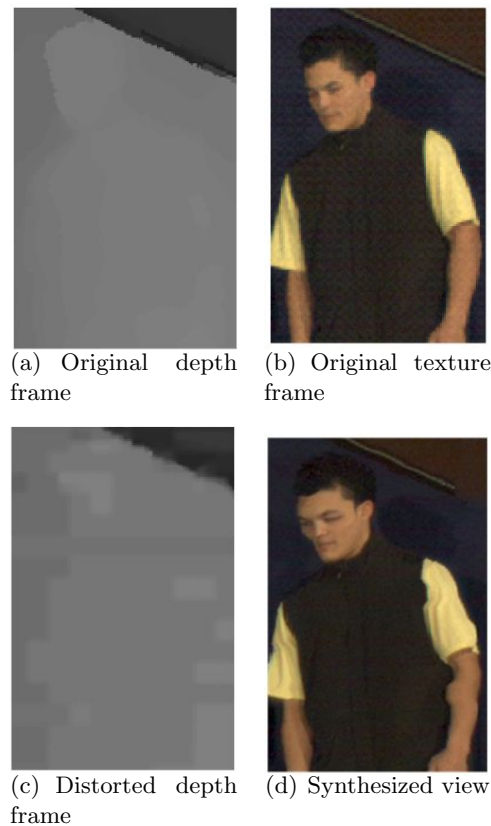 (a) Original depth
frame
(b) Original texture
frame
(c) Distorted depth
frame
(d) Synthesized view